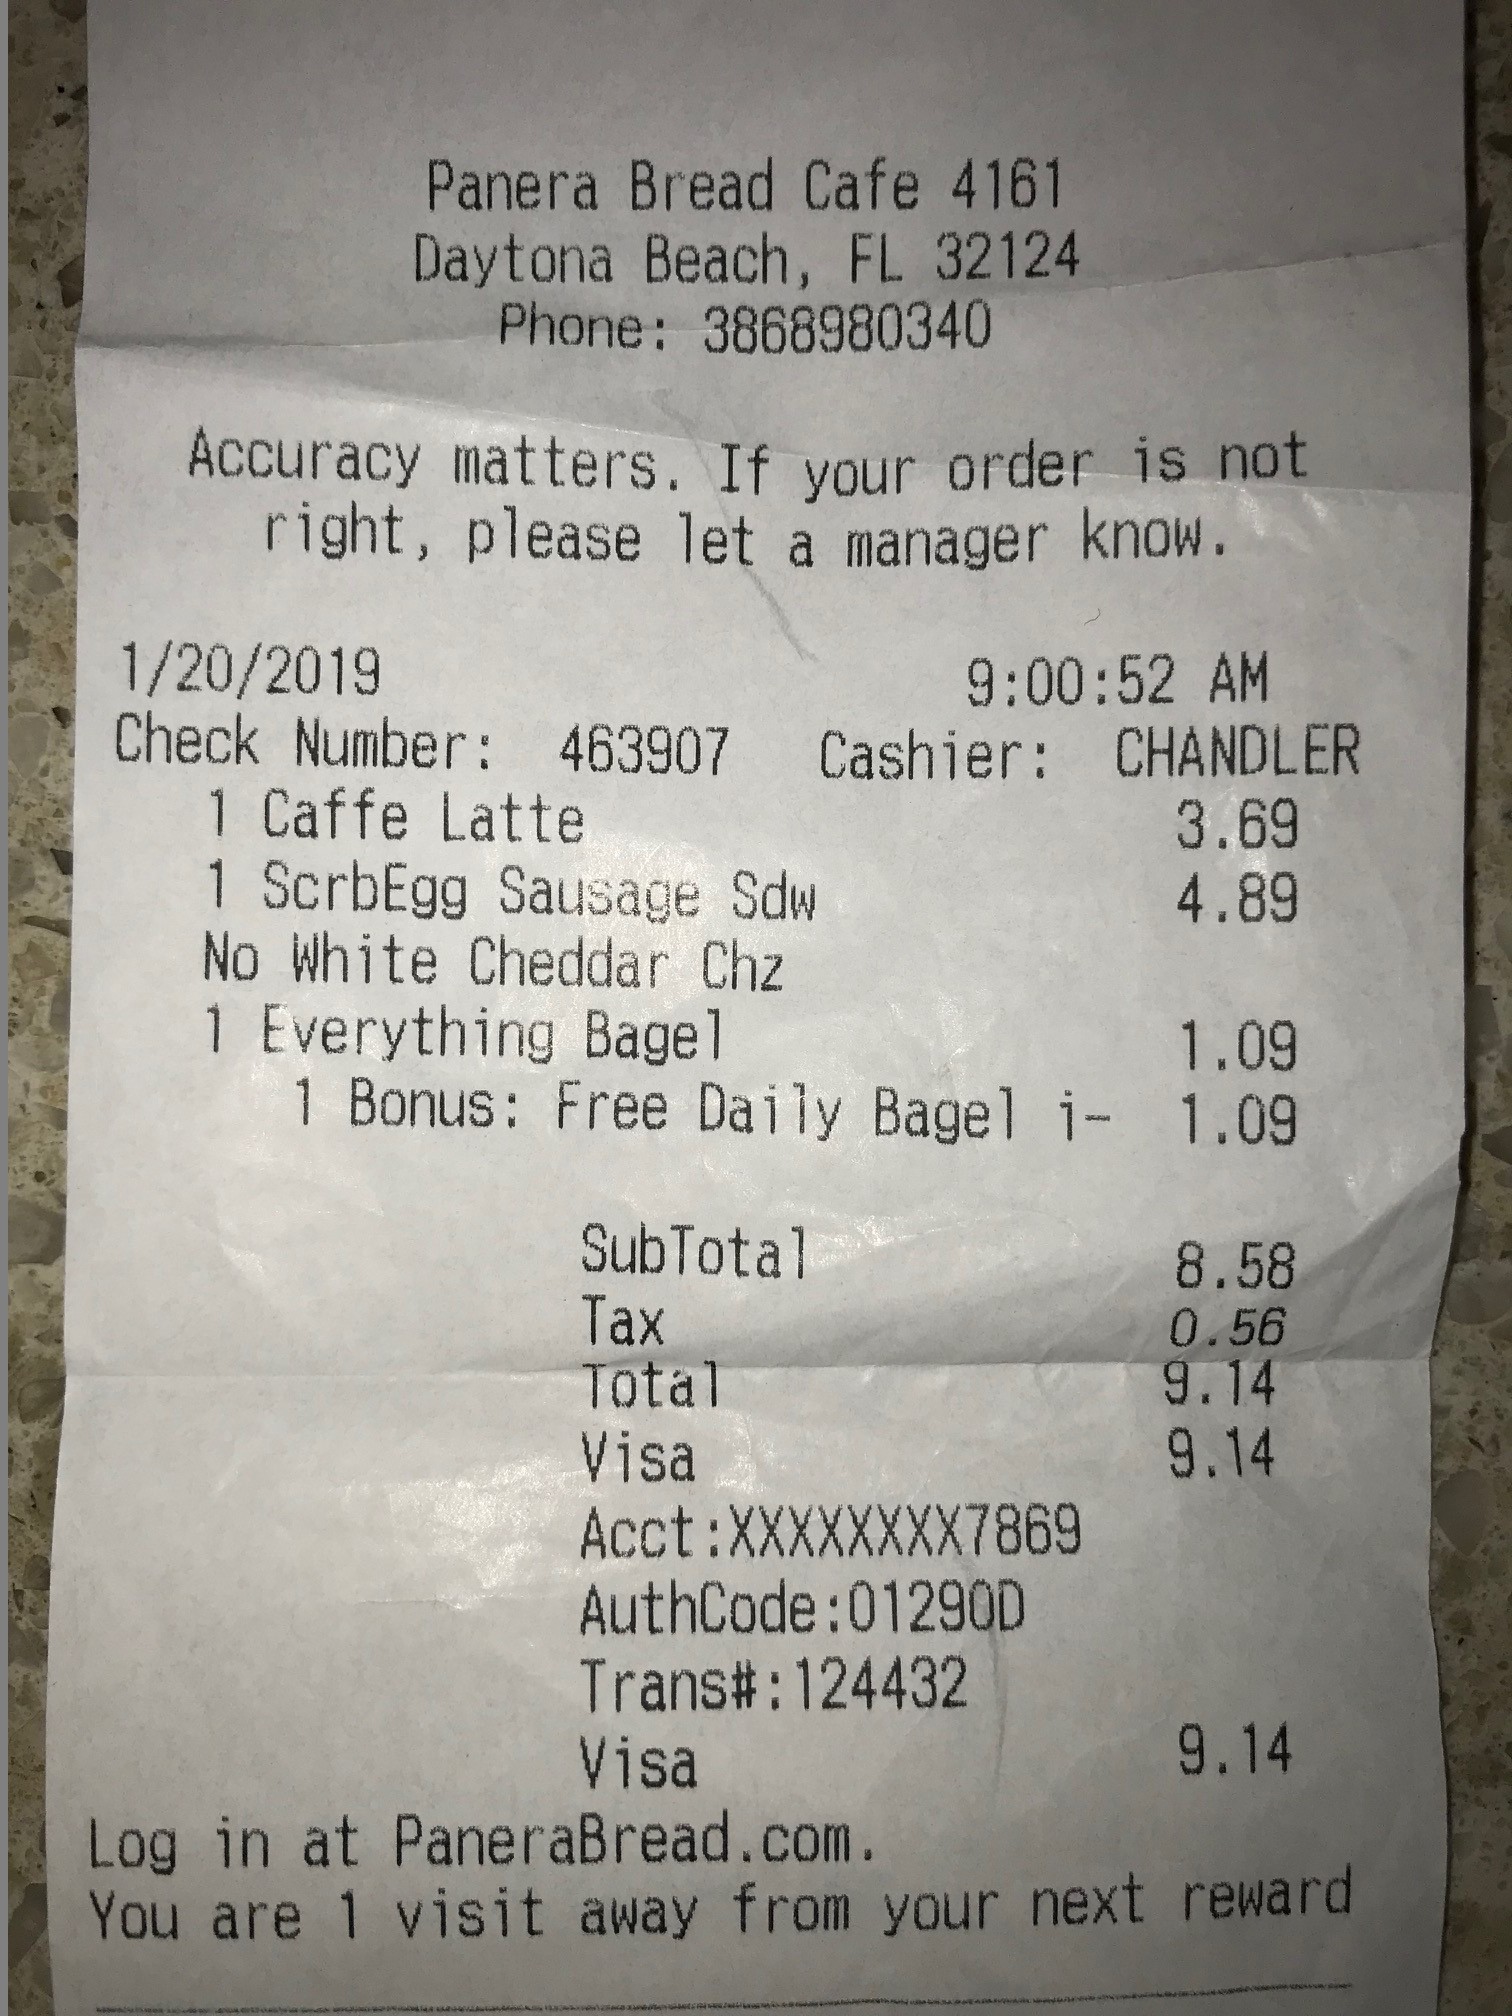 Panera Bread Cafe 4161
Daytona Beach, FL 32124
Phone: 3868980340
Accuracy matters. If your order is not
right, please let a manager know.
1/20/2019 9:00:52 AM
Check Number: 463907 Cashier: CHANDLER
1 Caffe Latte 3.69
1 ScrbEgg Sausage Sdw 4.89
No White Cheddar Chz
1 Everything Bagel 1.09
1 Bonus: Free Daily Bagel i- 1.09
SubTotal 8.58
Tax 0.56
Total 9.14
Visa 9.14
Acct:XXXXXXXX7869
AuthCode:01290D
Trans#:124432
Visa 9.14
Log in at PaneraBread.com.
You are 1 visit away from your next reward